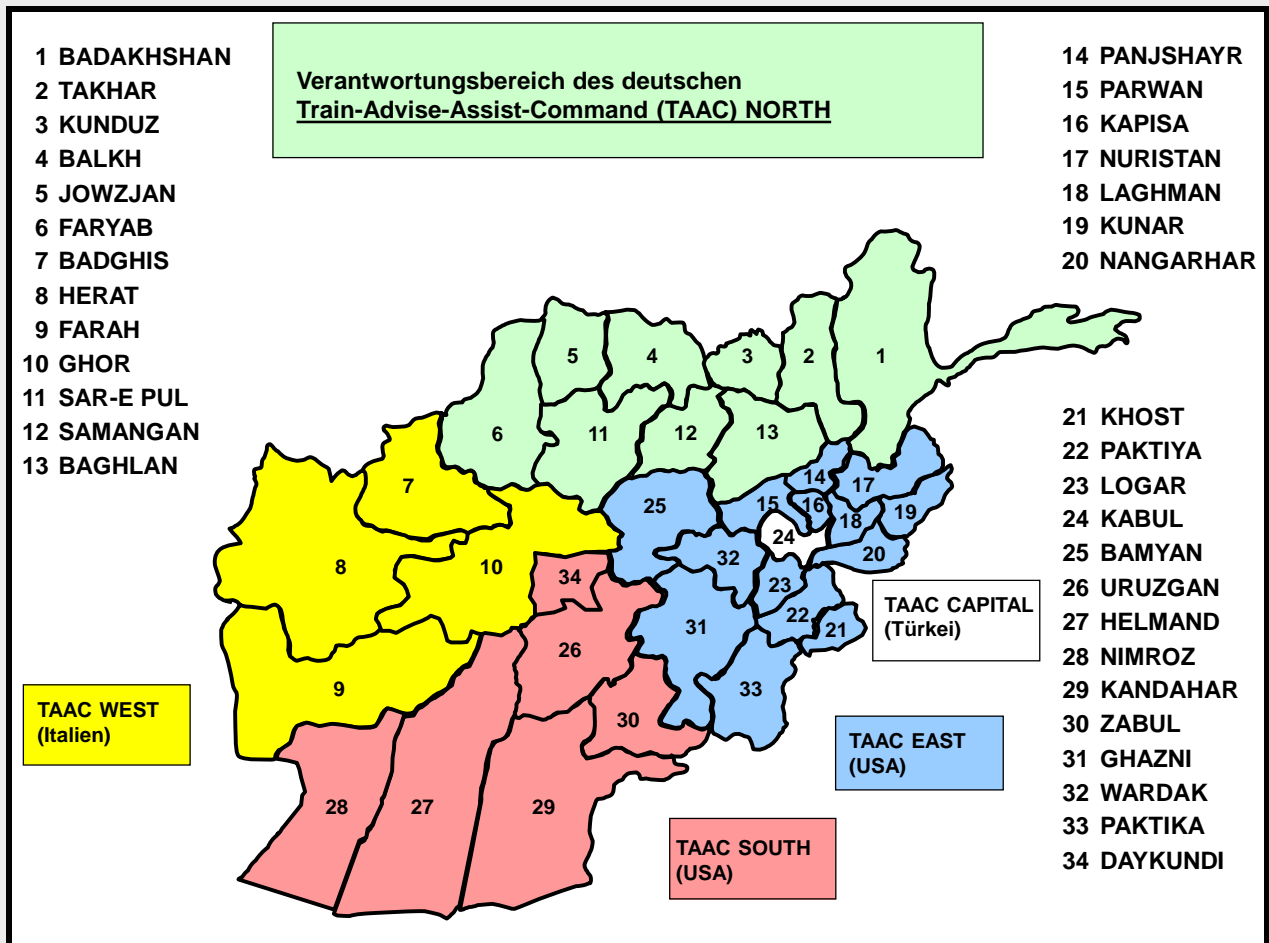 1 BADAKHSHAN
2 TAKHAR
3 KUNDUZ
4 BALKH
5 JOWZJAN
6 FARYAB
7 BADGHIS
8 HERAT
9 FARAH
10 GHOR
11 SAR-E PUL
12 SAMANGAN
13 BAGHLAN
Verantwortungsbereich des deutschen
Train-Advise-Assist-Command (TAAC) NORTH
14 PANJSHAYR
15 PARWAN
16 KAPISA
17 NURISTAN
18 LAGHMAN
19 KUNAR
20 NANGARHAR
21 KHOST
22 PAKTIYA
23 LOGAR
24 KABUL
25 BAMYAN
26 URUZGAN
27 HELMAND
28 NIMROZ
29 KANDAHAR
30 ZABUL
31 GHAZNI
32 WARDAK
33 PAKTIKA
34 DAYKUNDI
5
4
3
2
1
6
11
12
13
7
14
17
25
15
16
18
19
24
20
8
10
34
32
23
22
21
31
26
9
33
30
28
27
29
TAAC CAPITAL
(Türkei)
TAAC WEST
(Italien)
TAAC EAST
(USA)
TAAC SOUTH
(USA)